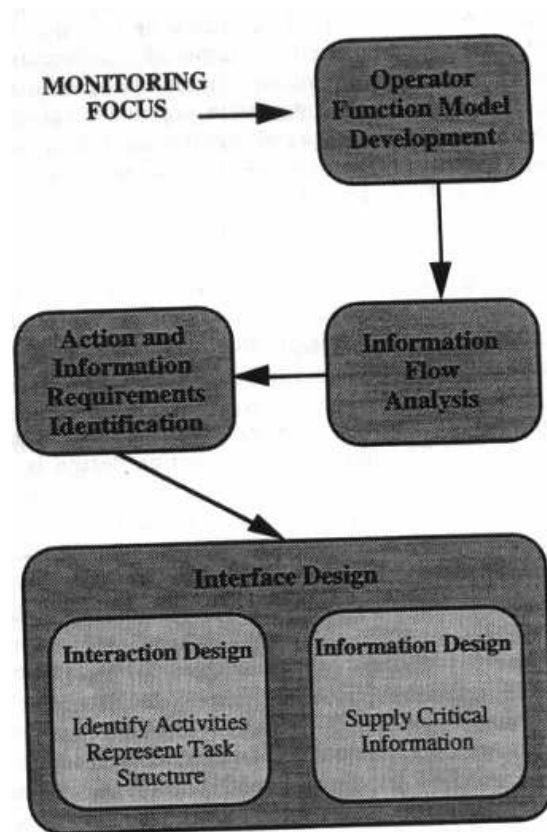 MONITORING
FOCUS
Operator
Function Model
Development
Action and
Information
Requirements
Identification
Information
Flow
Analysis
Interface Design
Interaction Design
Identify Activities
Represent Task
Structure
Information Design
Supply Critical
Information